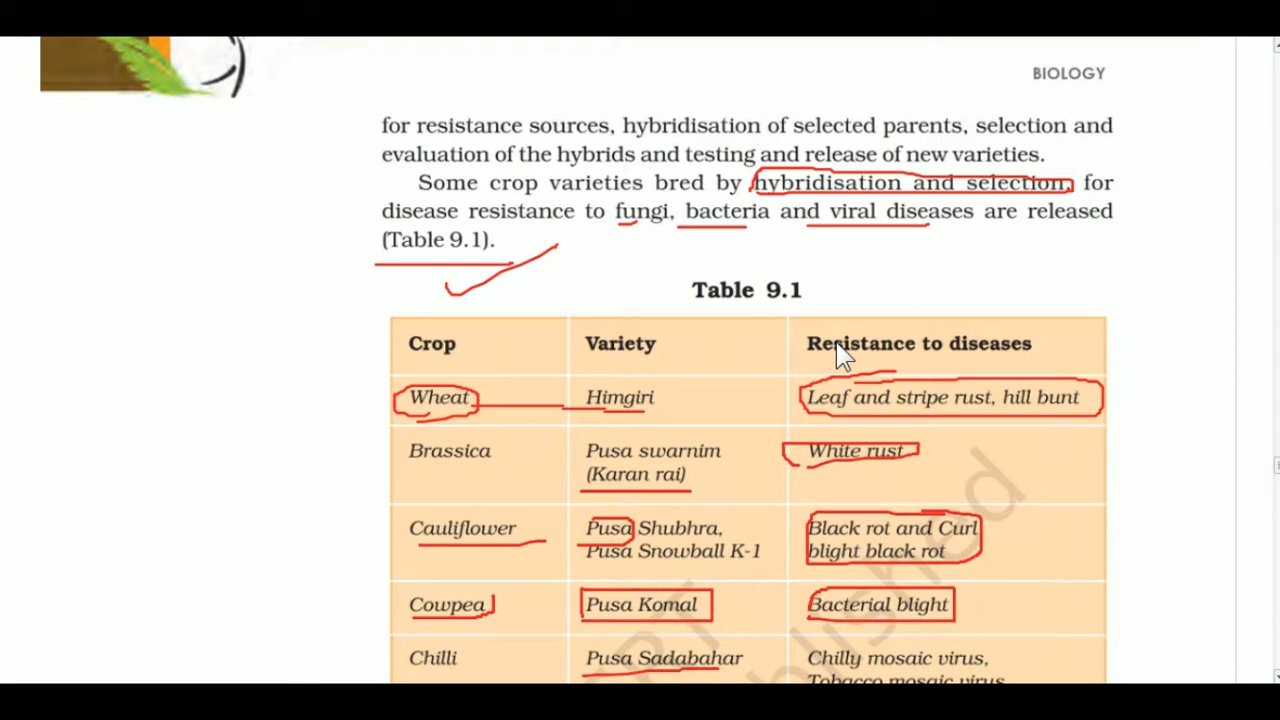 BIOLOGY
for resistance sources, hybridisation of selected parents, selection and
evaluation of the hybrids and testing and release of new varieties.
Some crop varieties bred by hybridisation and selection, for
disease resistance to fungi, bacteria and viral diseases are released
(Table 9.1).
Table 9.1
Crop Variety Resistance to diseases
Wheat Himgiri Leaf and stripe rust, hill bunt
Brassica Pusa swarnim White rust
(Karan rai)
Cauliflower Pusa Shubhra, Black rot and Curl
Pusa Snowball K-1 blight black rot
Cowpea Pusa Komal Bacterial blight
Chilli Pusa Sadabahar Chilly mosaic virus,
Tobacco mosaic virus